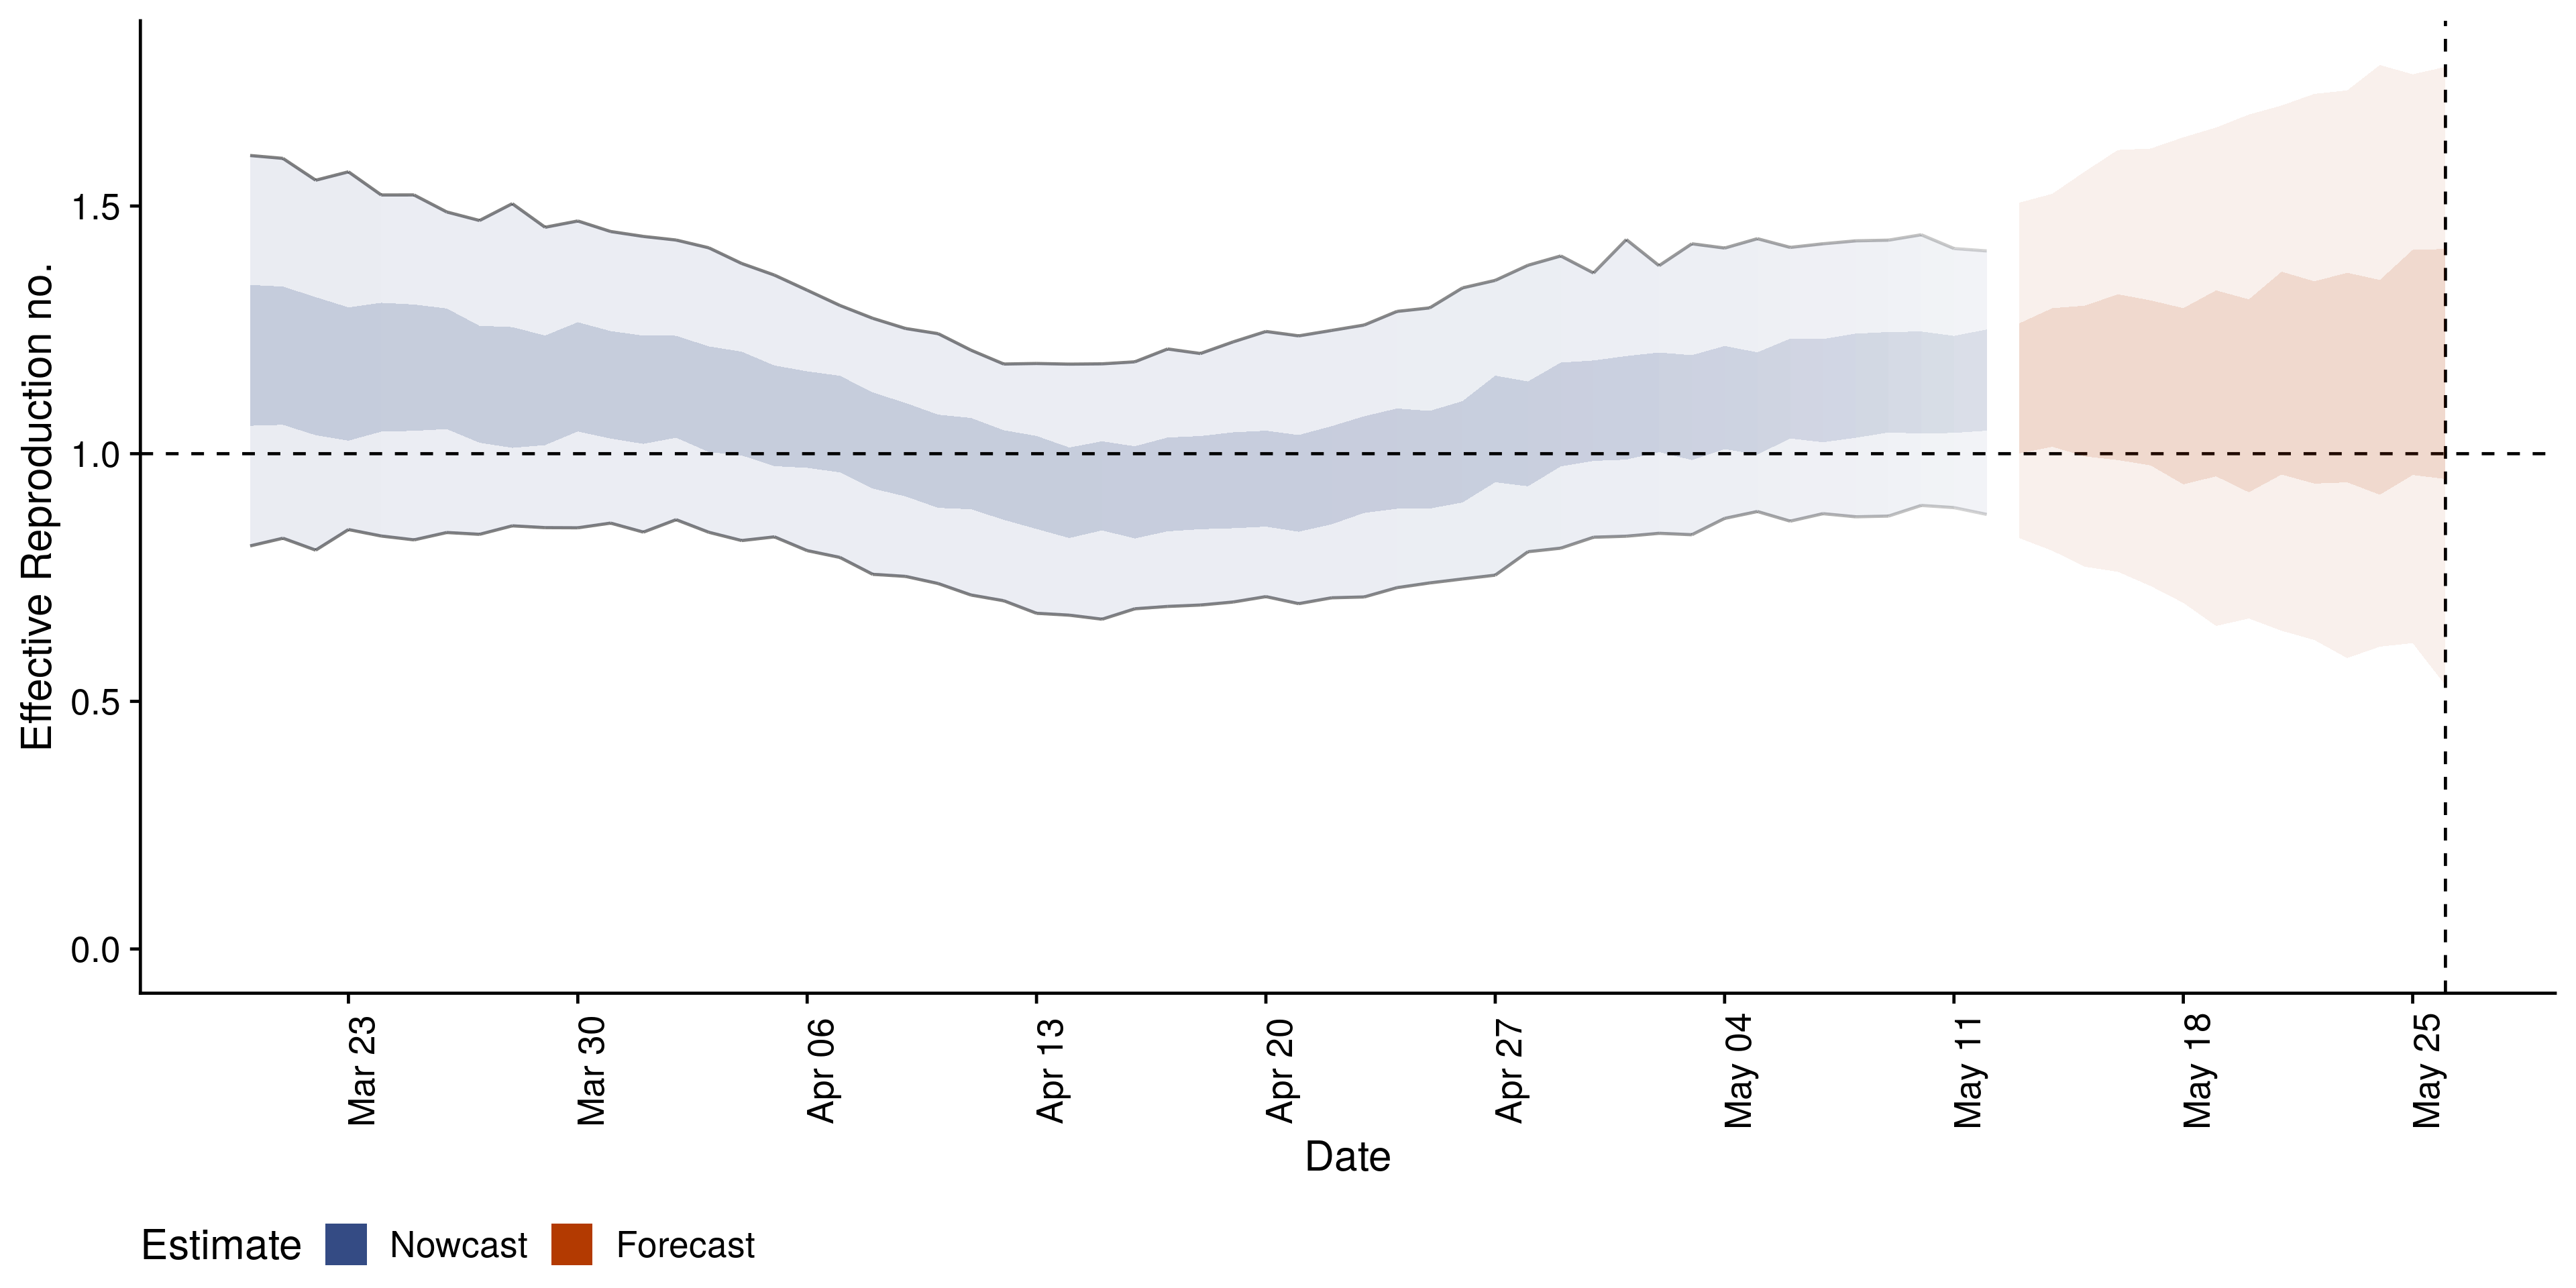 Effective Reproduction no.
1.5
1.0
0.5
0.0
Mar 23
Mar 30
Apr 06
Apr 13
Apr 20
Apr 27
May 04
May 11
May 18
May 25
Date
Estimate Nowcast Forecast